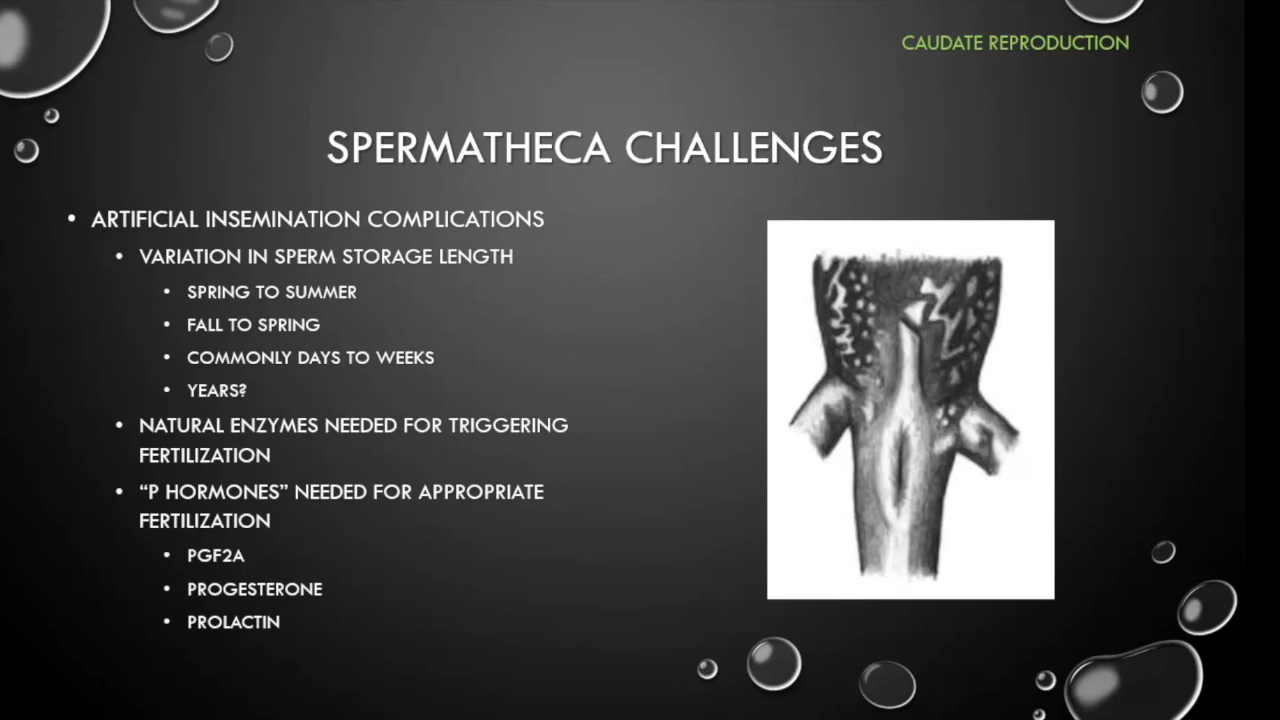 CAUDATE REPRODUCTION
SPERMATHECA CHALLENGES
• ARTIFICIAL INSEMINATION COMPLICATIONS
• VARIATION IN SPERM STORAGE LENGTH
• SPRING TO SUMMER
• FALL TO SPRING
• COMMONLY DAYS TO WEEKS
• YEARS?
• NATURAL ENZYMES NEEDED FOR TRIGGERING
FERTILIZATION
• “P HORMONES” NEEDED FOR APPROPRIATE
FERTILIZATION
• PGF2A
• PROGESTERONE
• PROLACTIN